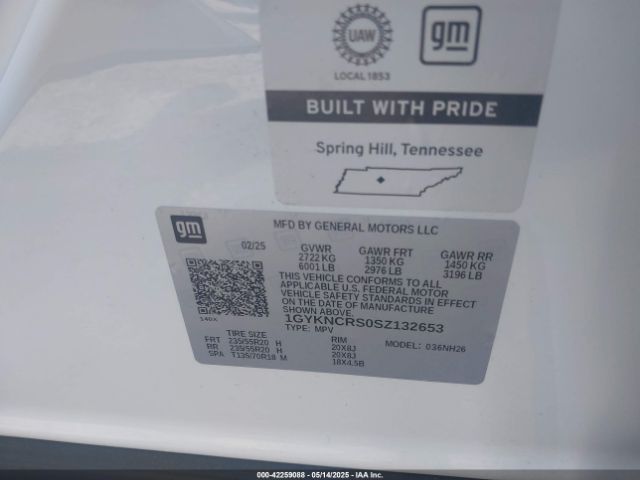 UAW
gm
LOCAL 1853
BUILT WITH PRIDE
Spring Hill, Tennessee
gm
MFD BY GENERAL MOTORS LLC
02/25 GVWR GAWR FRT GAWR RR
2722 KG 1350 KG 1450 KG
6001 LB 2976 LB 3196 LB
THIS VEHICLE CONFORMS TO ALL
APPLICABLE U.S. FEDERAL MOTOR
VEHICLE SAFETY STANDARDS IN EFFECT
ON THE DATE OF MANUFACTURE
SHOWN ABOVE.
1GYKNCRS0SZ132653
140X
TYPE: MPV MODEL: 036NH26
TIRE SIZE RIM
FRT 235/55R20 H 20X8J
RR 235/55R20 H 20X8J
SPA T135/70R18 M 18X4.5B
000-42259088 | 05/14/2025 | IAA Inc.